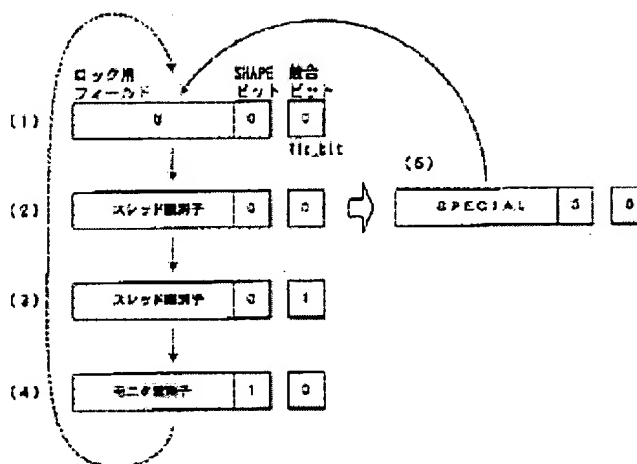 ロック用 SHAPE 競合
フィールド ビット ビット
(1) 0 0 0
flc_bit
(5)
(2) スレッド識別子 0 0
SPECIAL 0 0
(3) スレッド識別子 0 1
(4) モニタ識別子 1 0